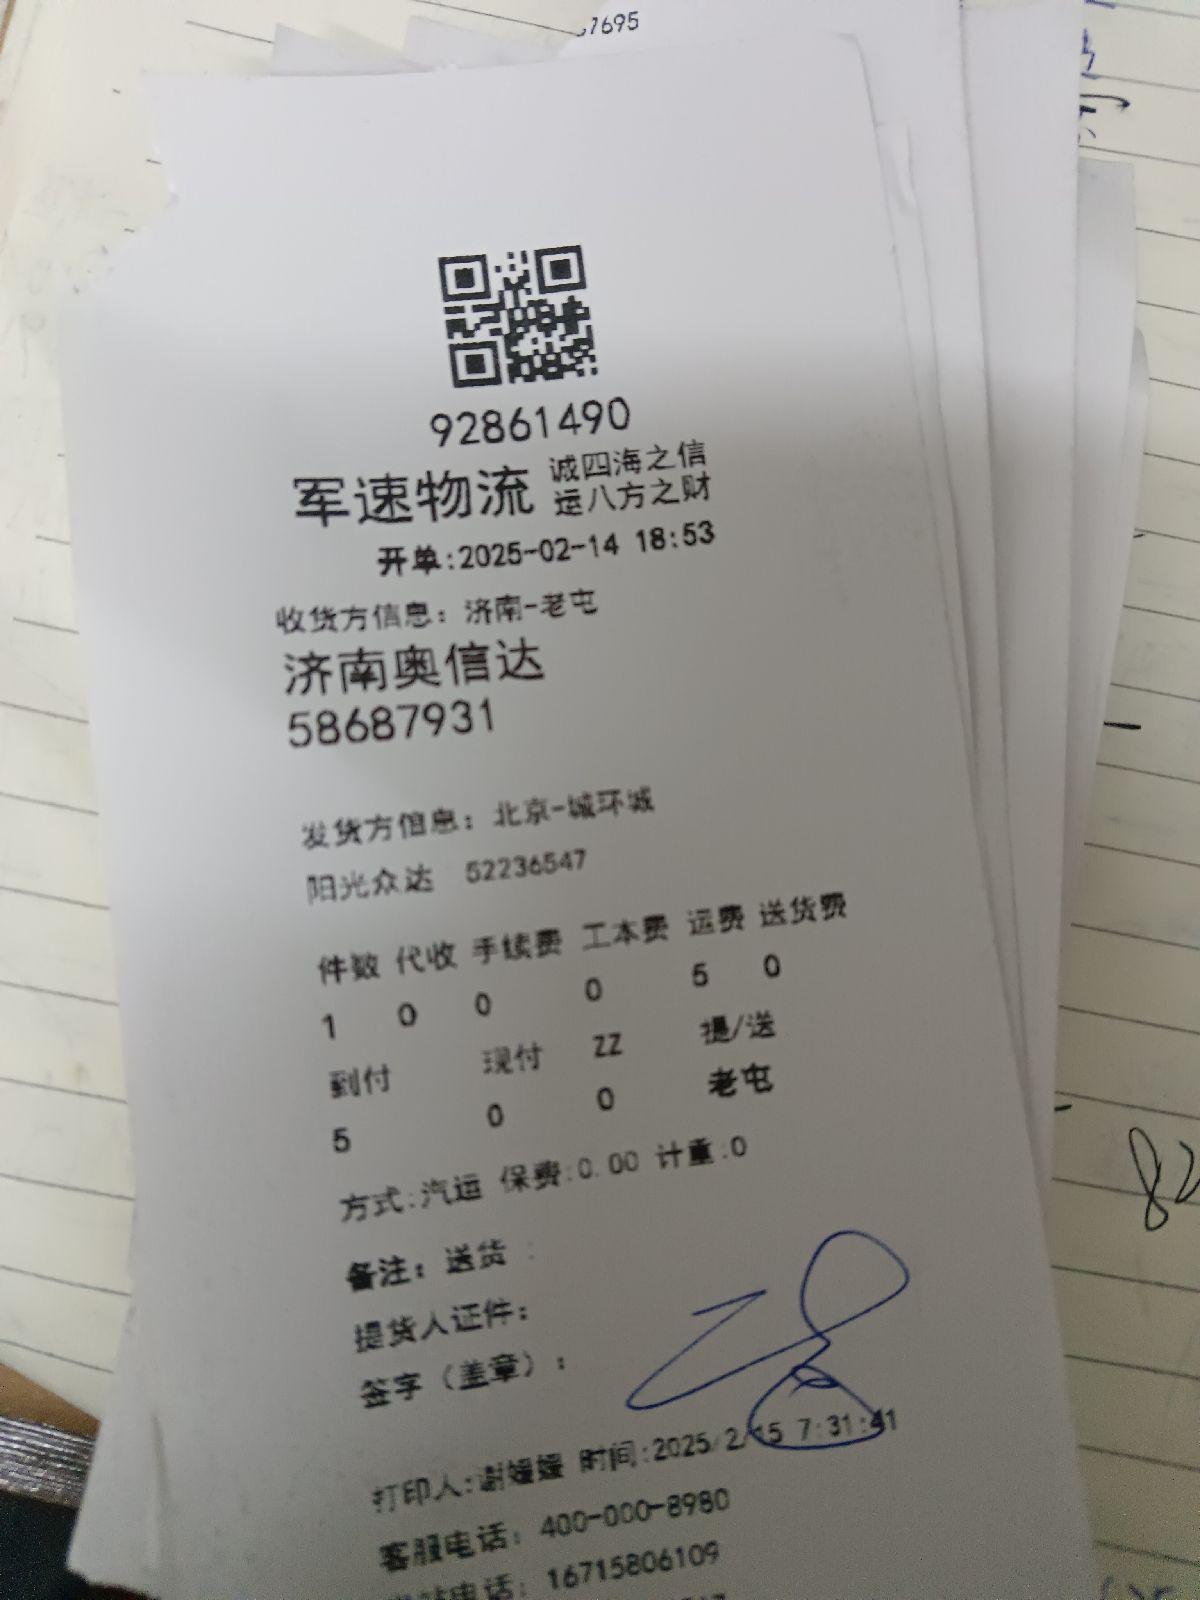 7695
92861490
军速物流 诚四海之信
运八方之财
开单:2025-02-14 18:53
收货方信息: 济南-老屯
济南奥信达
58687931
发货方信息: 北京-城环城
阳光众达 52236547
件数 代收 手续费 工本费 运费 送货费
1 0 0 0 5 0
到付 现付 ZZ 提/送
5 0 0 老屯
方式:汽运 保费:0.00 计重:0
备注: 送货 :
提货人证件:
签字 (盖章) :
打印人:谢媛媛 时间:2025/2/15 7:31:41
客服电话: 400-000-8980
电话: 16715806109
82